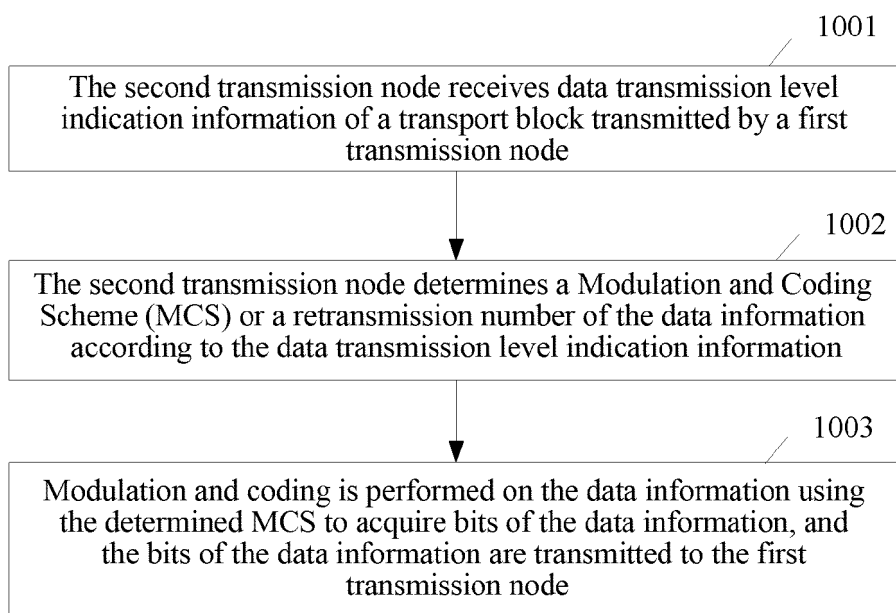 1001
The second transmission node receives data transmission level
indication information of a transport block transmitted by a first
transmission node
1002
The second transmission node determines a Modulation and Coding
Scheme (MCS) or a retransmission number of the data information
according to the data transmission level indication information
1003
Modulation and coding is performed on the data information using
the determined MCS to acquire bits of the data information, and
the bits of the data information are transmitted to the first
transmission node